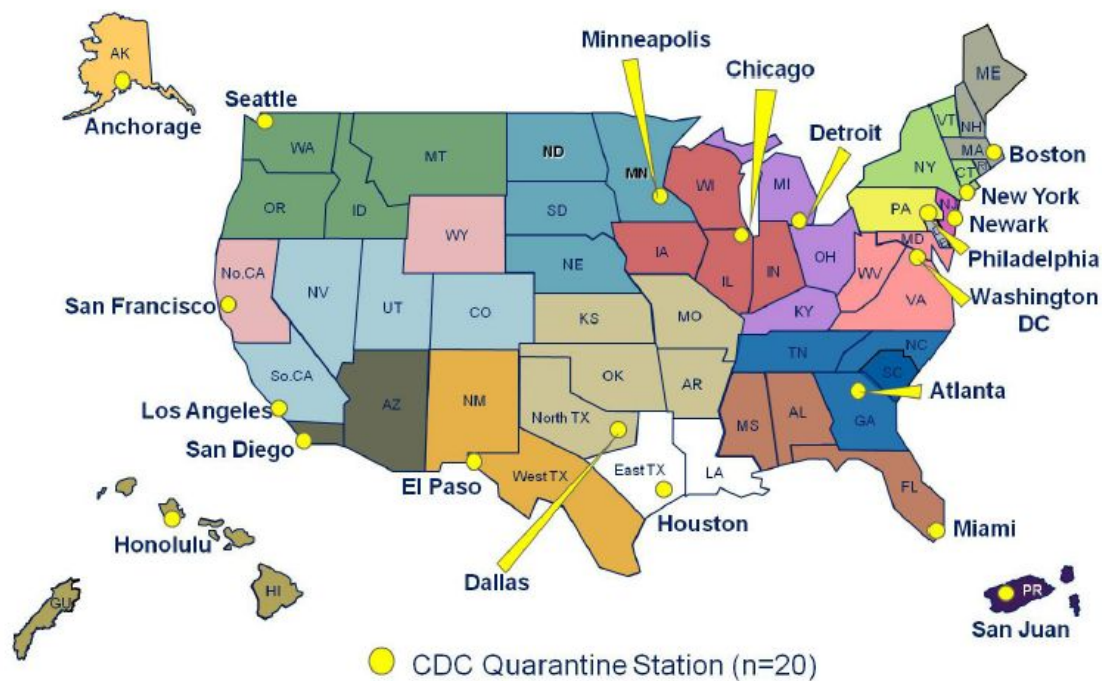 Minneapolis
Chicago
AK
Seattle
Detroit
Anchorage
ME
WA
MT
ND
MN
VT
NH
Boston
MA
NY
CT
RI
WI
MI
OR
ID
SD
New York
PA
NJ
Newark
WY
IA
OH
MD
Philadelphia
No.CA
NE
IL
IN
WV
San Francisco
NV
UT
CO
VA
Washington
DC
KS
MO
KY
TN
NC
So.CA
OK
AR
SC
Atlanta
Los Angeles
AZ
NM
North TX
MS
AL
GA
San Diego
El Paso
West TX
East TX
LA
FL
Houston
Miami
Honolulu
Dallas
GU
HI
PR
San Juan
CDC Quarantine Station (n=20)